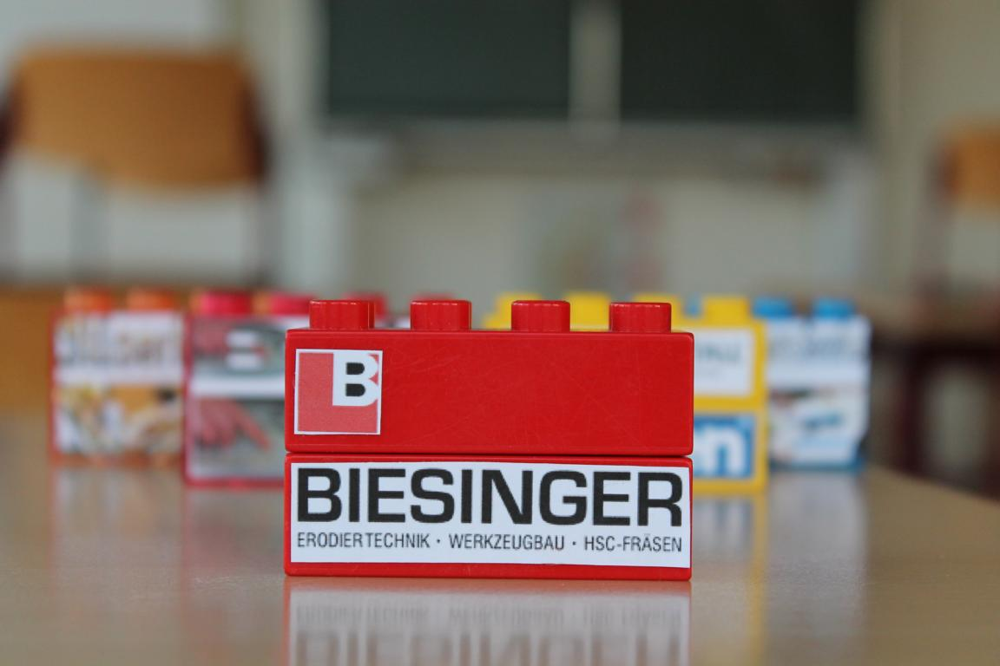 B
BIESINGER
ERODIERTECHNIK · WERKZEUGBAU · HSC-FRÄSEN
n